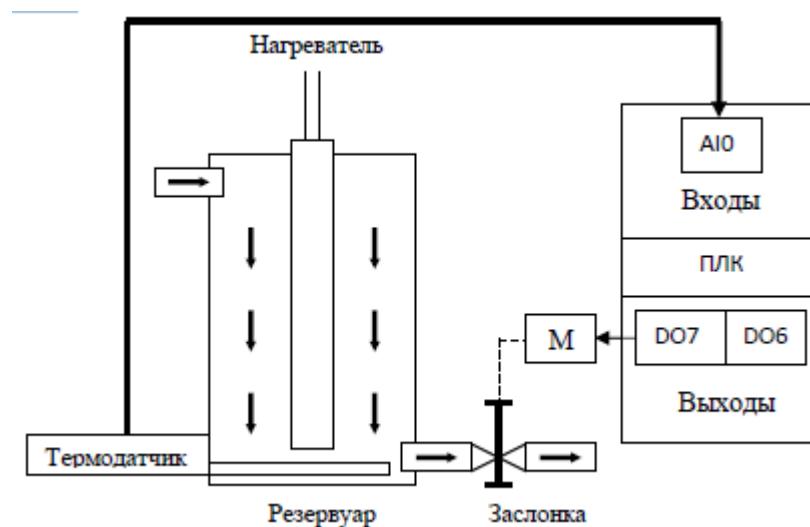 Нагреватель
AI0
Входы
ПЛК
M
DO7
DO6
Выходы
Термодатчик
Резервуар
Заслонка